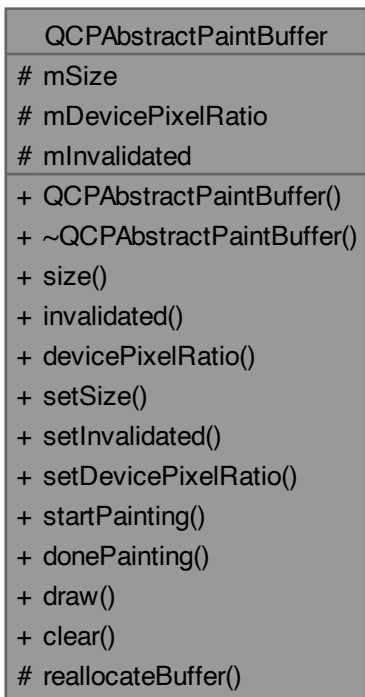 QCPAbstractPaintBuffer
# mSize
# mDevicePixelRatio
# mInvalidated
+ QCPAbstractPaintBuffer()
+ ~QCPAbstractPaintBuffer()
+ size()
+ invalidated()
+ devicePixelRatio()
+ setSize()
+ setInvalidated()
+ setDevicePixelRatio()
+ startPainting()
+ donePainting()
+ draw()
+ clear()
# reallocateBuffer()